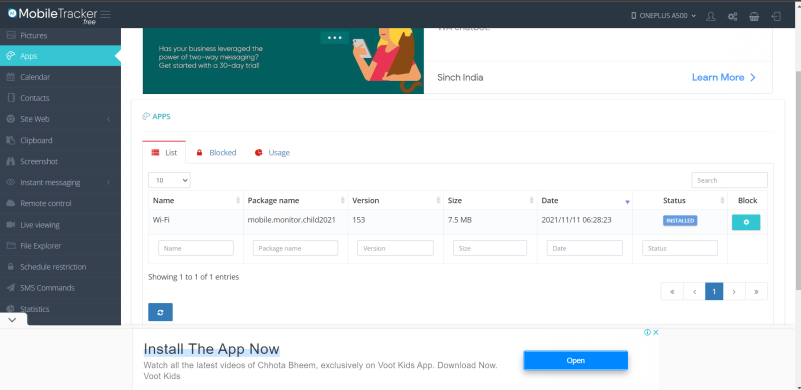 MobileTracker
free
ONEPLUS A500
Pictures
Apps
Calendar
Contacts
Site Web
Clipboard
Screenshot
Instant messaging
Remote control
Live viewing
File Explorer
Schedule restriction
SMS Commands
Statistics
Has your business leveraged the
power of two-way messaging?
Get started with a 30-day trial!
Sinch India
Learn More
APPS
List
Blocked
Usage
10
Search
Name Package name Version Size Date Status Block
Wi-Fi mobile.monitor.child2021 153 7.5 MB 2021/11/11 06:28:23 INSTALLED
Name Package name Version Size Date Status
Showing 1 to 1 of 1 entries
« ‹ 1 › »
Install The App Now
Watch all the latest videos of Chhota Bheem, exclusively on Voot Kids App. Download Now.
Voot Kids
Open